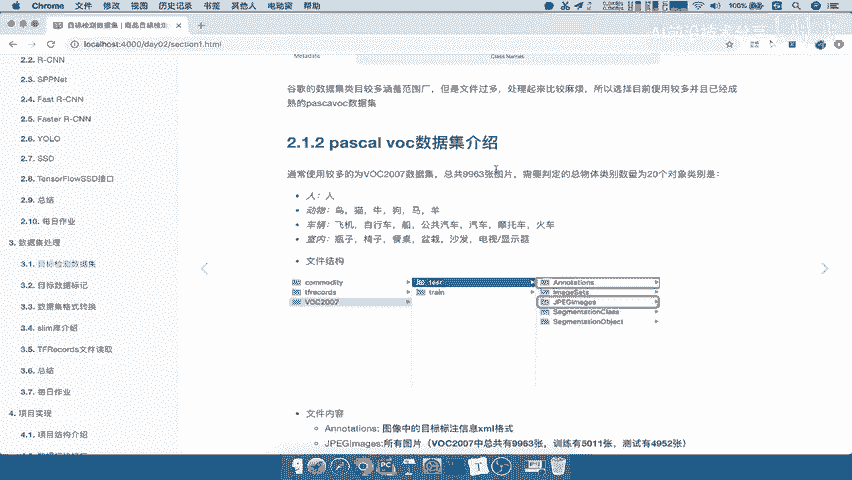 Chrome 文件 修改 视图 历史记录 书签 其他人 电动窗 帮助
100%
目标检测数据集 | 商品目标检测
localhost:4000/day02/section1.html
2.2. R-CNN
2.3. SPPNet
2.4. Fast R-CNN
2.5. Faster R-CNN
2.6. YOLO
2.7. SSD
2.8. TensorFlowSSD接口
2.9. 总结
2.10. 每日作业
3. 数据集处理
3.1. 目标检测数据集
3.2. 目标数据标记
3.3. 数据集格式转换
3.4. slim库介绍
3.5. TFRecords文件读取
3.6. 总结
3.7. 每日作业
4. 项目实现
4.1. 项目结构介绍
Metadata
Class Names
谷歌的数据集类目较多涵盖范围厂，但是文件过多，处理起来比较麻烦，所以选择目前使用较多并且已经成
熟的pascavoc数据集
2.1.2 pascal voc数据集介绍
通常使用较多的为VOC2007数据集，总共9963张图片，需要判定的总物体类别数量为20个对象类别是：
人：人
动物：鸟，猫，牛，狗，马，羊
车辆：飞机，自行车，船，公共汽车，汽车，摩托车，火车
室内：瓶子，椅子，餐桌，盆栽，沙发，电视/显示器
文件结构
commodity
tfrecords
VOC2007
test
train
Annotations
ImageSets
JPEGImages
SegmentationClass
SegmentationObject
文件内容
Annotations: 图像中的目标标注信息xml格式
JPEGImages:所有图片（VOC2007中总共有9963张，训练有5011张，测试有4952张）